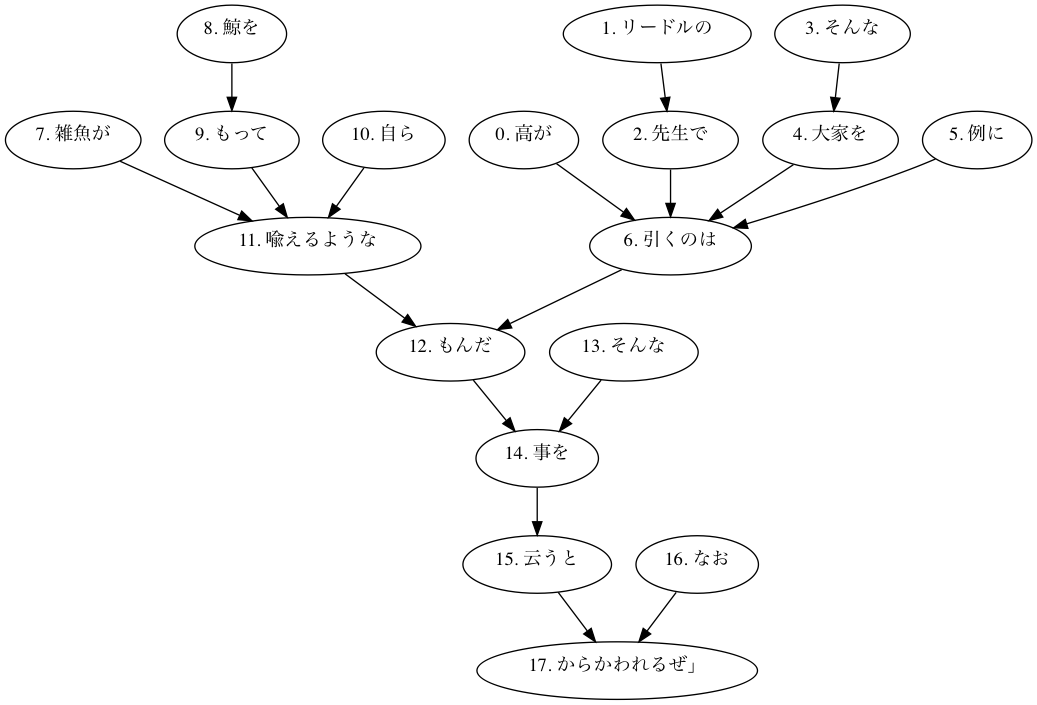 8. 鯨を
1. リードルの
3. そんな
7. 雑魚が
9. もって
10. 自ら
0. 高が
2. 先生で
4. 大家を
5. 例に
11. 喩えるような
6. 引くのは
12. もんだ
13. そんな
14. 事を
15. 云うと
16. なお
17. からかわれるぜ」